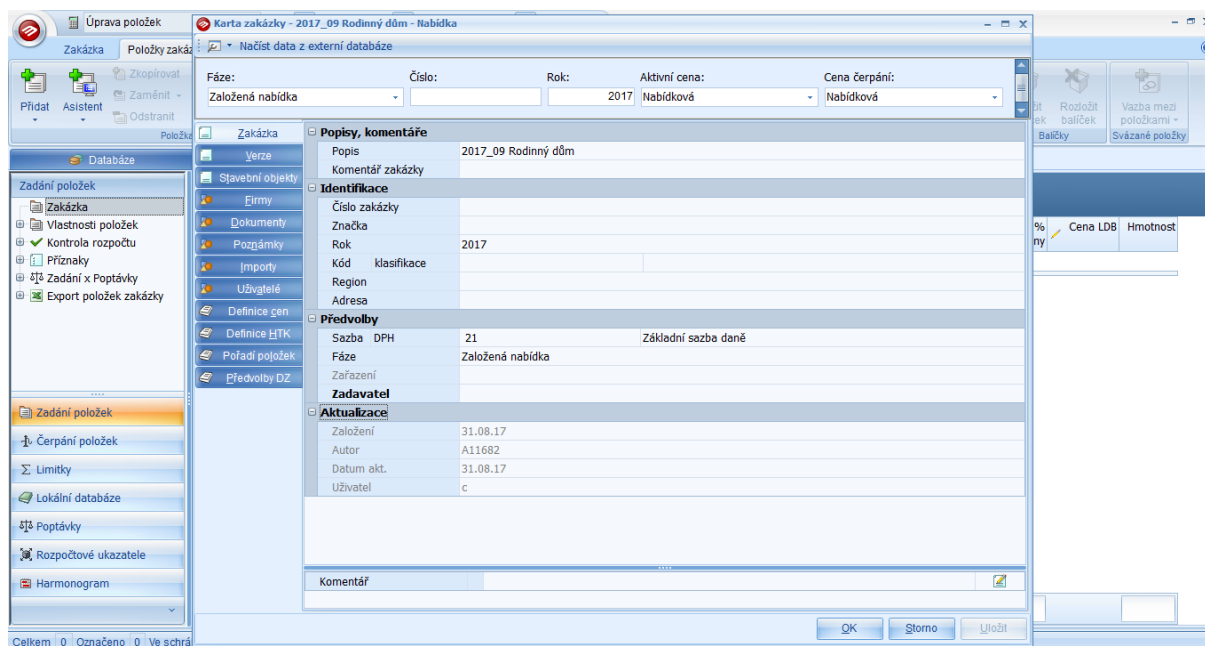 Úprava položek
Karta zakázky - 2017_09 Rodinný dům - Nabídka
Zakázka
Položky zakáz
Načíst data z externí databáze
Přidat
Asistent
Zkopírovat
Zaměnit
Odstranit
Položka
Fáze:
Číslo:
Rok:
Aktivní cena:
Cena čerpání:
Založená nabídka
2017
Nabídková
Nabídková
Rozložit
balíček
Vazba mezi
položkami
Balíčky
Svázané položky
Databáze
Zadání položek
Zakázka
Vlastnosti položek
Kontrola rozpočtu
Příznaky
Zadání x Poptávky
Export položek zakázky
Zadání položek
Čerpání položek
Limitky
Lokální databáze
Poptávky
Rozpočtové ukazatele
Harmonogram
Celkem 0 Označeno 0 Ve schrá
Zakázka
Verze
Stavební objekty
Firmy
Dokumenty
Poznámky
Importy
Uživatelé
Definice cen
Definice HTK
Pořadí položek
Předvolby DZ
Popisy, komentáře
Popis 2017_09 Rodinný dům
Komentář zakázky
Identifikace
Číslo zakázky
Značka
Rok 2017
Kód klasifikace
Region
Adresa
Předvolby
Sazba DPH 21 Základní sazba daně
Fáze Založená nabídka
Zařazení
Zadavatel
Aktualizace
Založení 31.08.17
Autor A11682
Datum akt. 31.08.17
Uživatel c
Komentář
OK
Storno
Uložit
%
ny
Cena LDB
Hmotnost